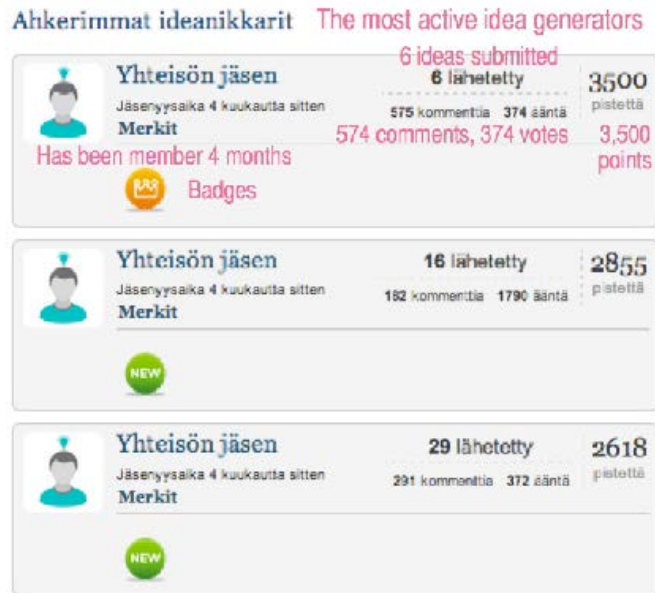 Ahkerimmat ideanikkarit The most active idea generators
6 ideas submitted
Yhteisön jäsen 6 lähetetty 3500
Jäsenyysaika 4 kuukautta sitten 575 kommenttia 374 ääntä pistettä
Merkit 574 comments, 374 votes 3,500
Has been member 4 months points
Badges
Yhteisön jäsen 16 lähetetty 2855
Jäsenyysaika 4 kuukautta sitten 182 kommenttia 1790 ääntä pistettä
Merkit
NEW
Yhteisön jäsen 29 lähetetty 2618
Jäsenyysaika 4 kuukautta sitten 291 kommenttia 372 ääntä pistettä
Merkit
NEW